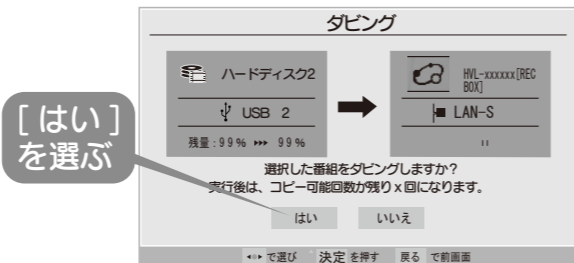 ダビング
ハードディスク2
USB 2
残量:99% ▸▸▸ 99%
HVL-xxxxxx[REC
BOX]
LAN-S
[はい]
を選ぶ
選択した番組をダビングしますか?
実行後は、コピー可能回数が残りx回になります。
はい
いいえ
で選び 決定 を押す 戻る で前画面